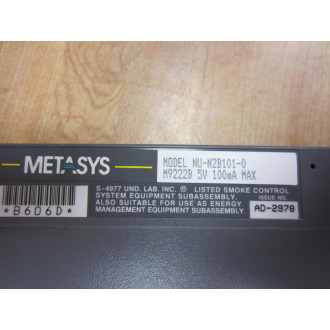 METASYS
MODEL NU-N2B101-0
M9222B 5V 100mA MAX
S-4977 UND. LAB. INC.® LISTED SMOKE CONTROL
SYSTEM EQUIPMENT SUBASSEMBLY.
ALSO SUITABLE FOR USE AS ENERGY
MANAGEMENT EQUIPMENT SUBASSEMBLY
ISSUE NO.
AD-2978
*B606D*